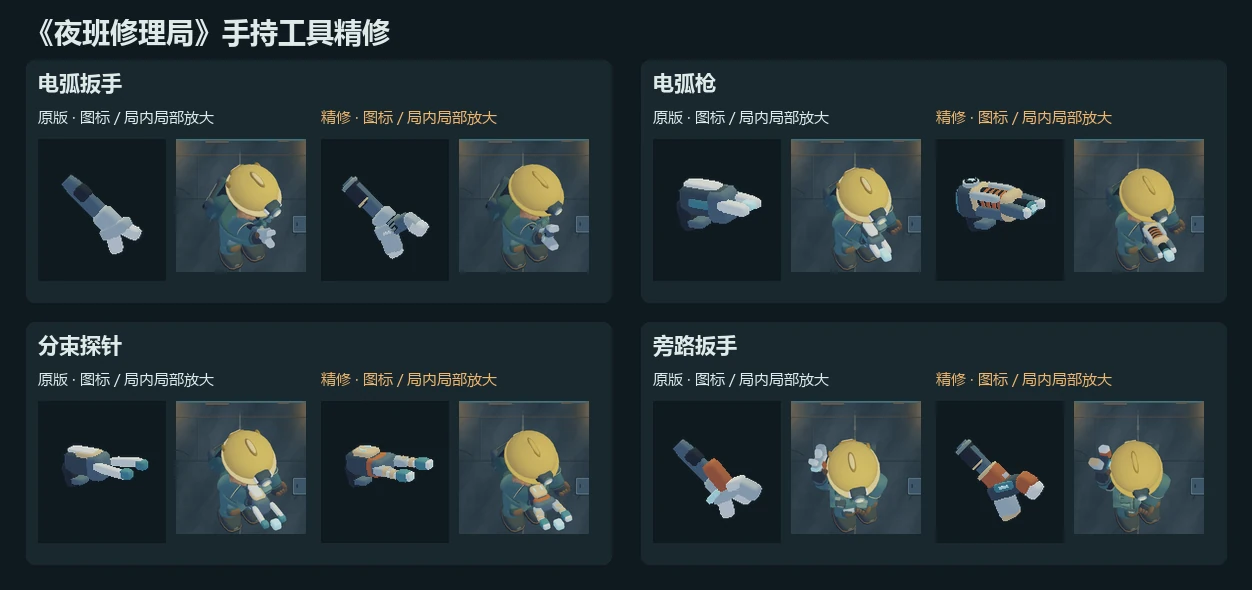 《夜班修理局》手持工具精修
电弧扳手
原版 · 图标 / 局内局部放大
精修 · 图标 / 局内局部放大
电弧枪
原版 · 图标 / 局内局部放大
精修 · 图标 / 局内局部放大
分束探针
原版 · 图标 / 局内局部放大
精修 · 图标 / 局内局部放大
旁路扳手
原版 · 图标 / 局内局部放大
精修 · 图标 / 局内局部放大